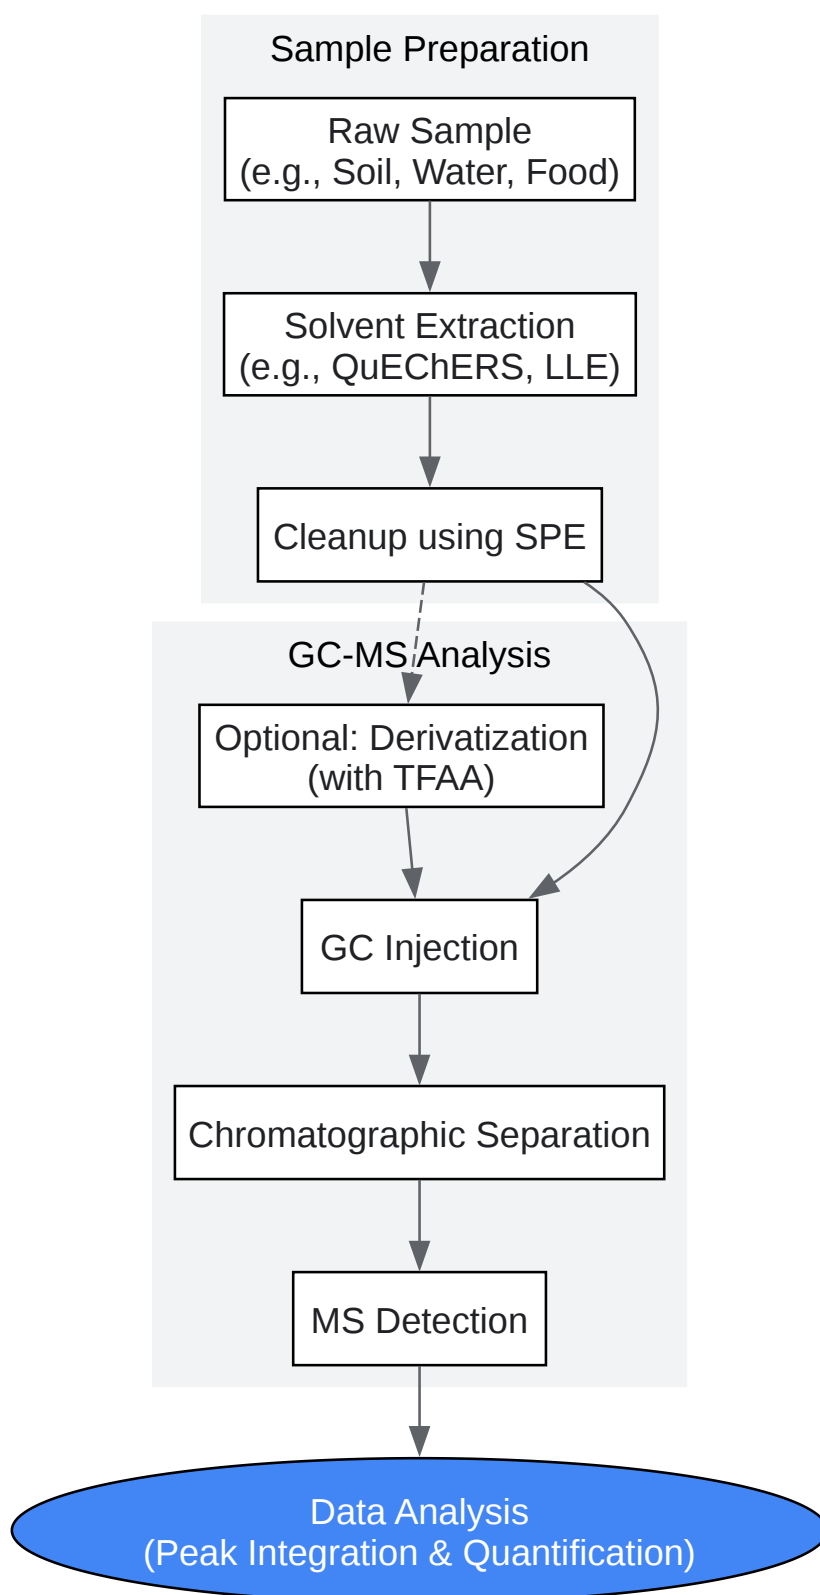 Sample Preparation
Raw Sample
(e.g., Soil, Water, Food)
Solvent Extraction
(e.g., QuEChERS, LLE)
Cleanup using SPE
GC-MS Analysis
Optional: Derivatization
(with TFAA)
GC Injection
Chromatographic Separation
MS Detection
Data Analysis
(Peak Integration & Quantification)